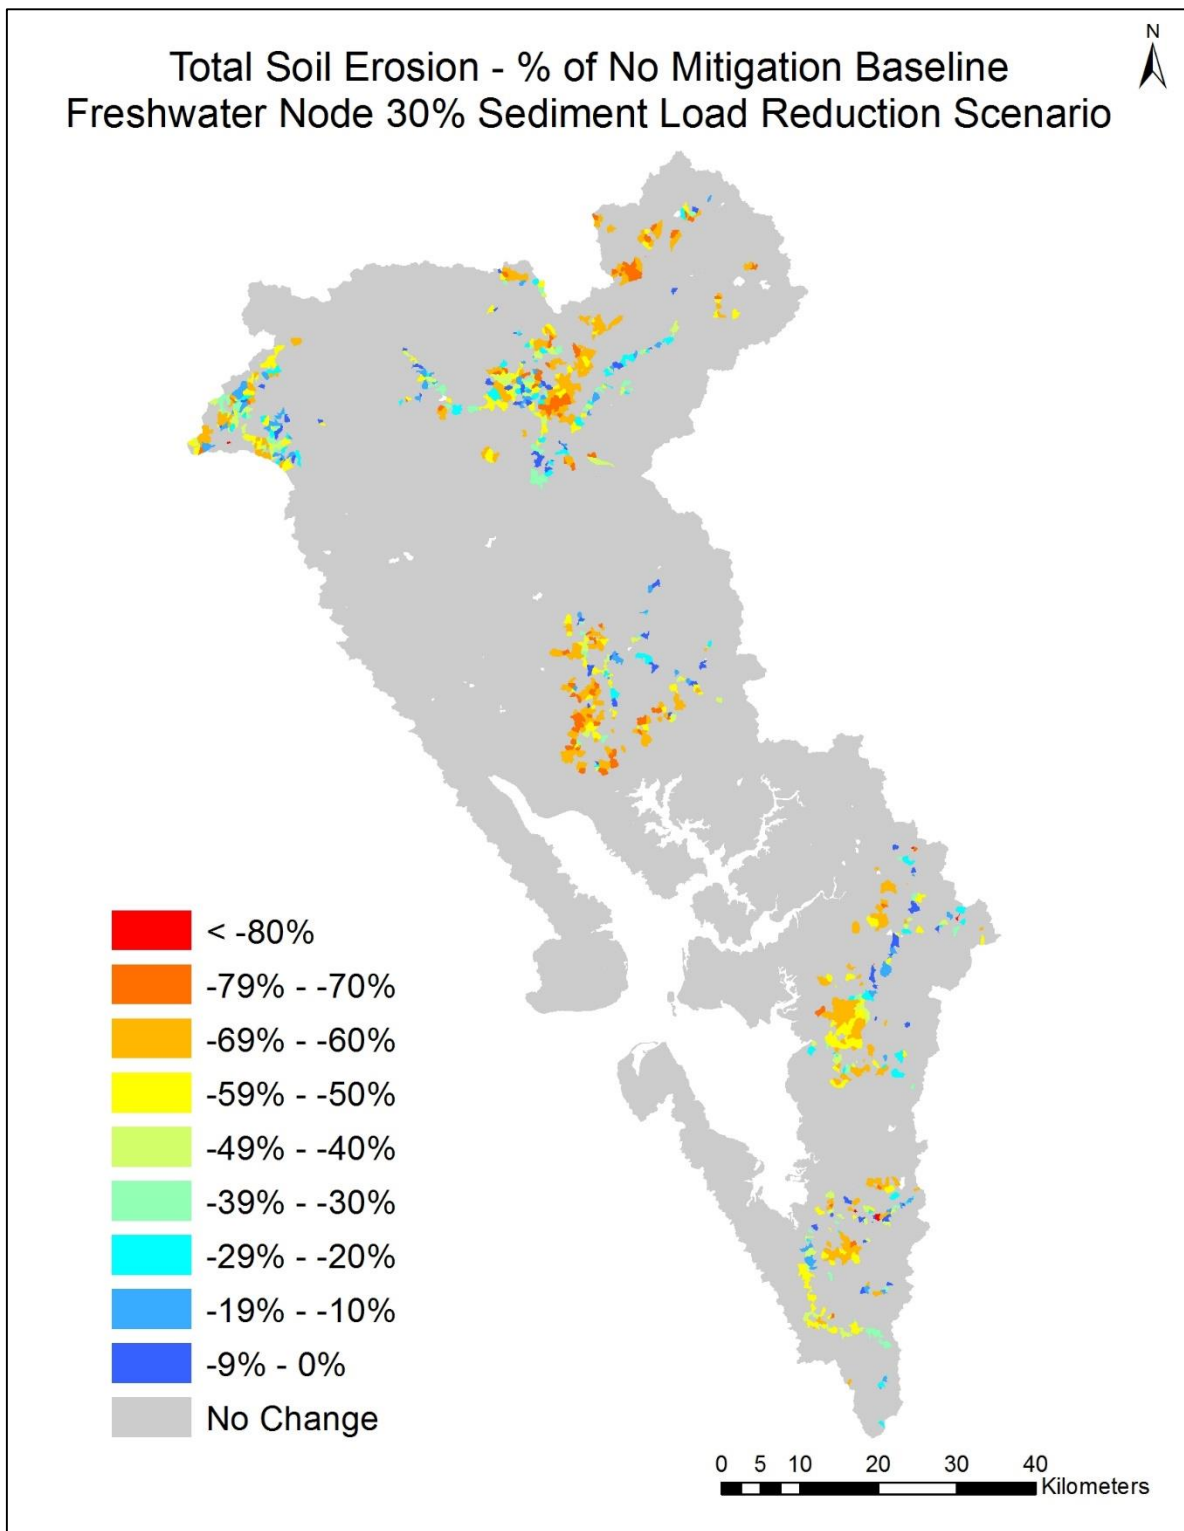 N
Total Soil Erosion - % of No Mitigation Baseline
Freshwater Node 30% Sediment Load Reduction Scenario
< -80%
-79% - -70%
-69% - -60%
-59% - -50%
-49% - -40%
-39% - -30%
-29% - -20%
-19% - -10%
-9% - 0%
No Change
0 5 10 20 30 40
Kilometers